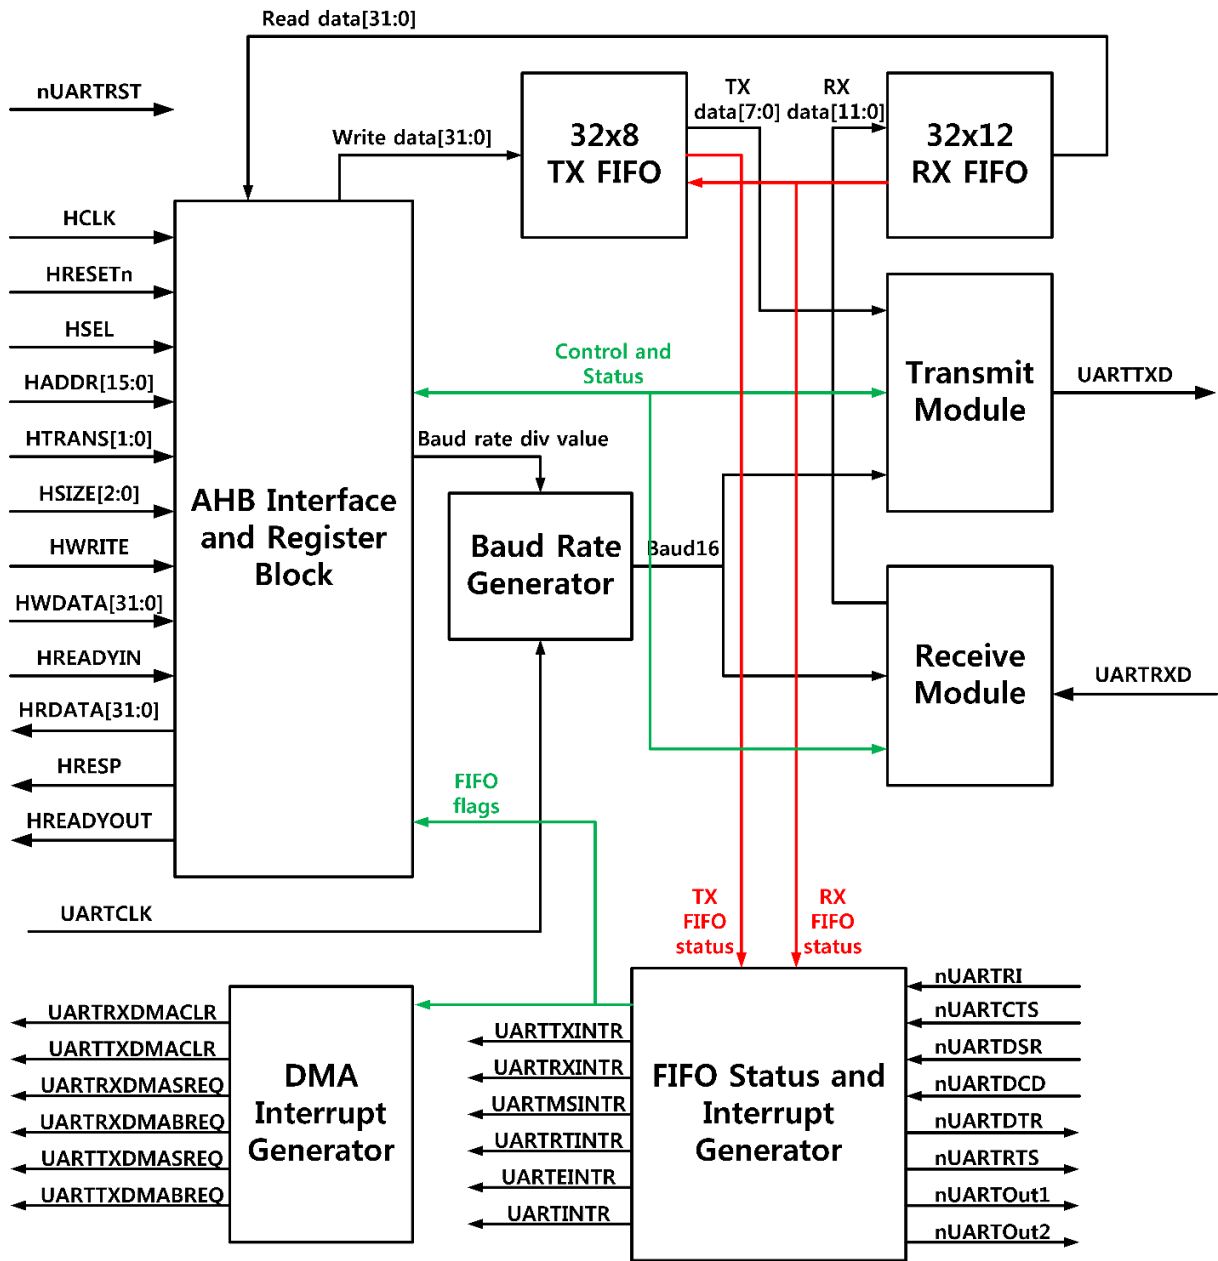 Read data[31:0]
nUARTRST
Write data[31:0]
32x8
TX FIFO
TX
data[7:0]
RX
data[11:0]
32x12
RX FIFO
HCLK
HRESETn
HSEL
HADDR[15:0]
HTRANS[1:0]
HSIZE[2:0]
HWRITE
HWDATA[31:0]
HREADYIN
HRDATA[31:0]
HRESP
HREADYOUT
AHB Interface
and Register
Block
Control and
Status
Baud rate div value
Baud Rate
Generator
Baud16
Transmit
Module
UARTTXD
Receive
Module
UARTRXD
FIFO
flags
UARTCLK
TX
FIFO
status
RX
FIFO
status
UARTRXDMACLR
UARTTXDMACLR
UARTRXDMASREQ
UARTRXDMABREQ
UARTTXDMASREQ
UARTTXDMABREQ
DMA
Interrupt
Generator
UARTTXINTR
UARTRXINTR
UARTMSINTR
UARTRTINTR
UARTEINTR
UARTINTR
FIFO Status and
Interrupt
Generator
nUARTRI
nUARTCTS
nUARTDSR
nUARTDCD
nUARTDTR
nUARTRTS
nUARTOut1
nUARTOut2